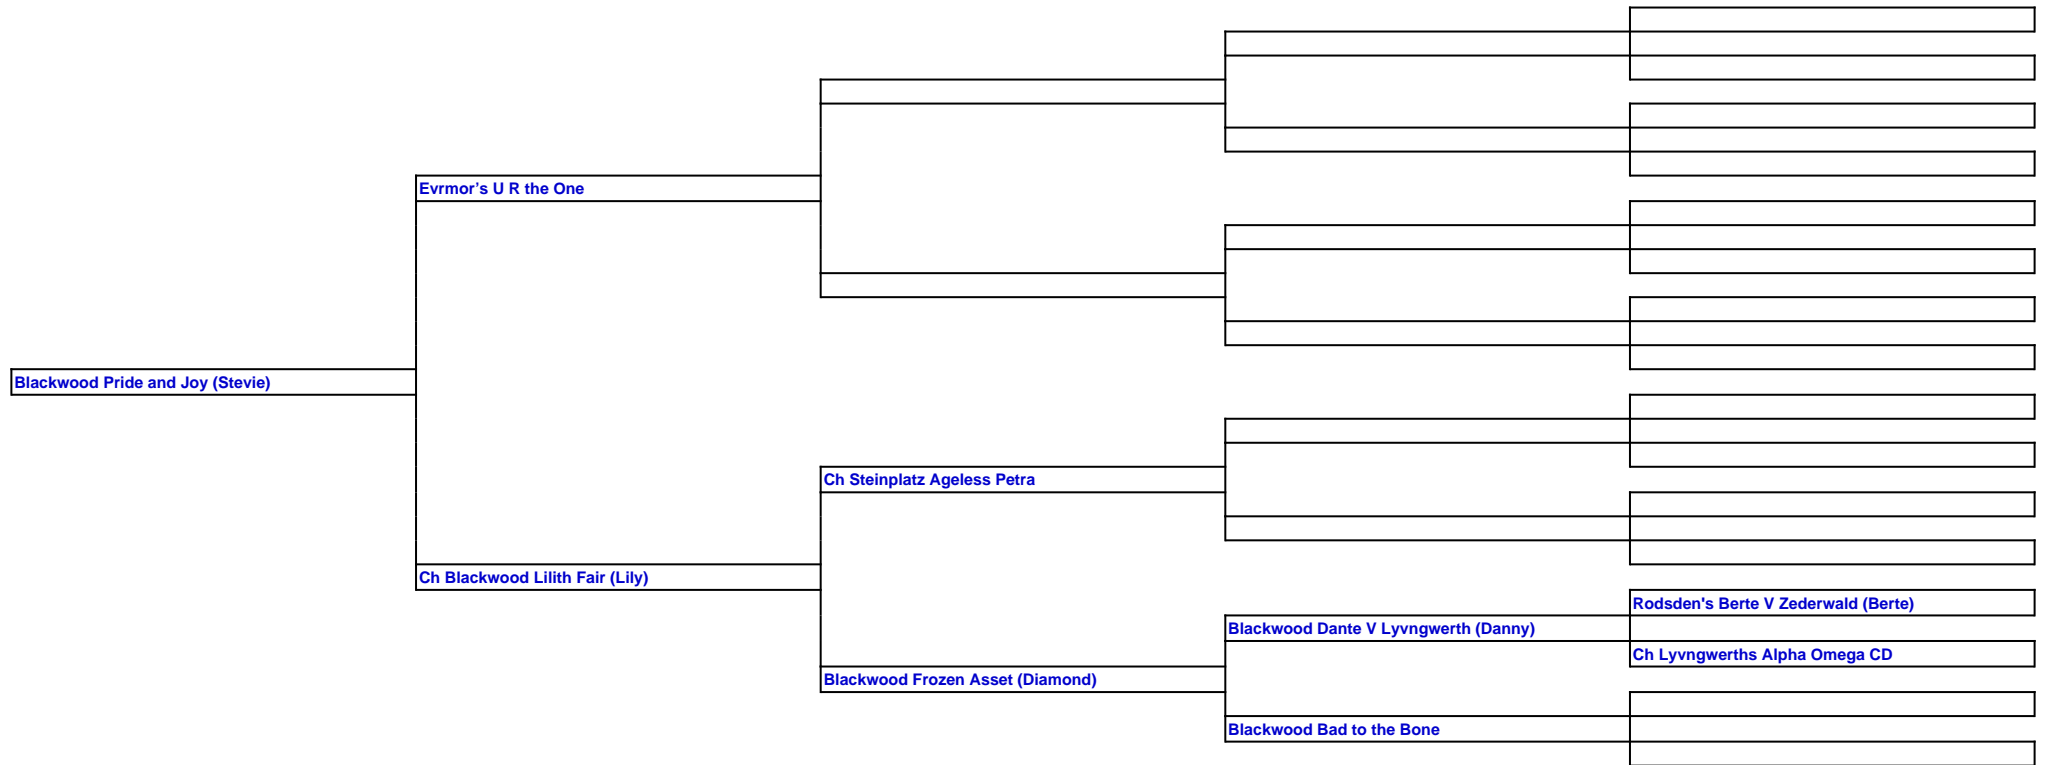 Evrmor’s U R the One
Blackwood Pride and Joy (Stevie)
Ch Steinplatz Ageless Petra
Ch Blackwood Lilith Fair (Lily)
Rodsden's Berte V Zederwald (Berte)
Blackwood Dante V Lyvngwerth (Danny)
Ch Lyvngwerths Alpha Omega CD
Blackwood Frozen Asset (Diamond)
Blackwood Bad to the Bone